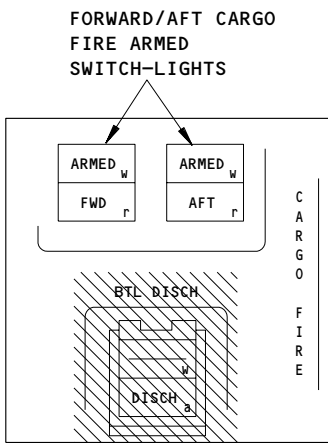 FORWARD/AFT CARGO
FIRE ARMED
SWITCH—LIGHTS
ARMED w
FWD r
ARMED w
AFT r
CARGO FIRE
BTL DISCH
w
DISCH a